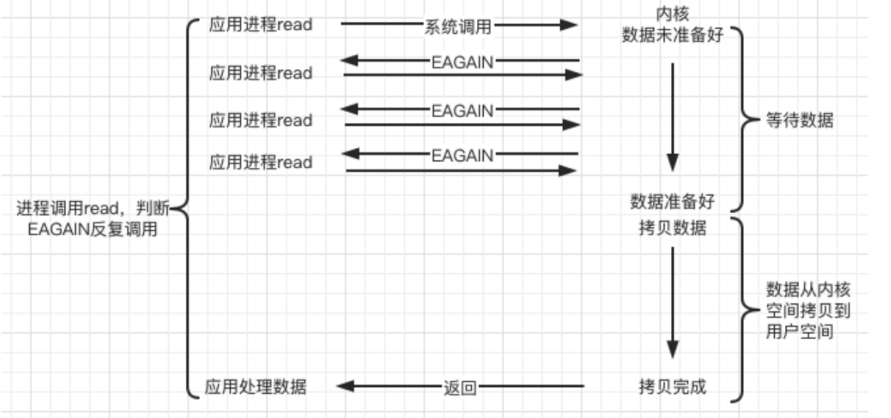 应用进程read
系统调用
内核
数据未准备好
EAGAIN
应用进程read
EAGAIN
应用进程read
等待数据
EAGAIN
应用进程read
进程调用read，判断
EAGAIN反复调用
数据准备好
拷贝数据
数据从内核
空间拷贝到
用户空间
应用处理数据
返回
拷贝完成